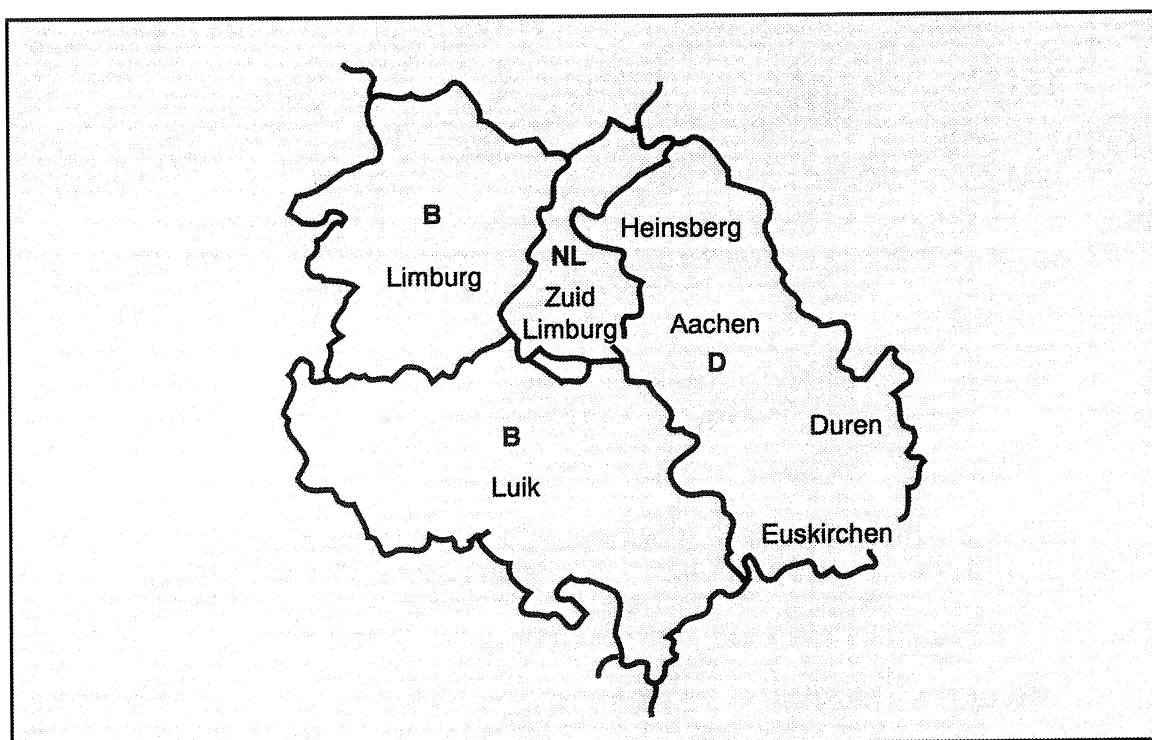 B
Limburg
NL
Zuid
Limburg
Heinsberg
Aachen
D
Duren
Euskirchen
B
Luik